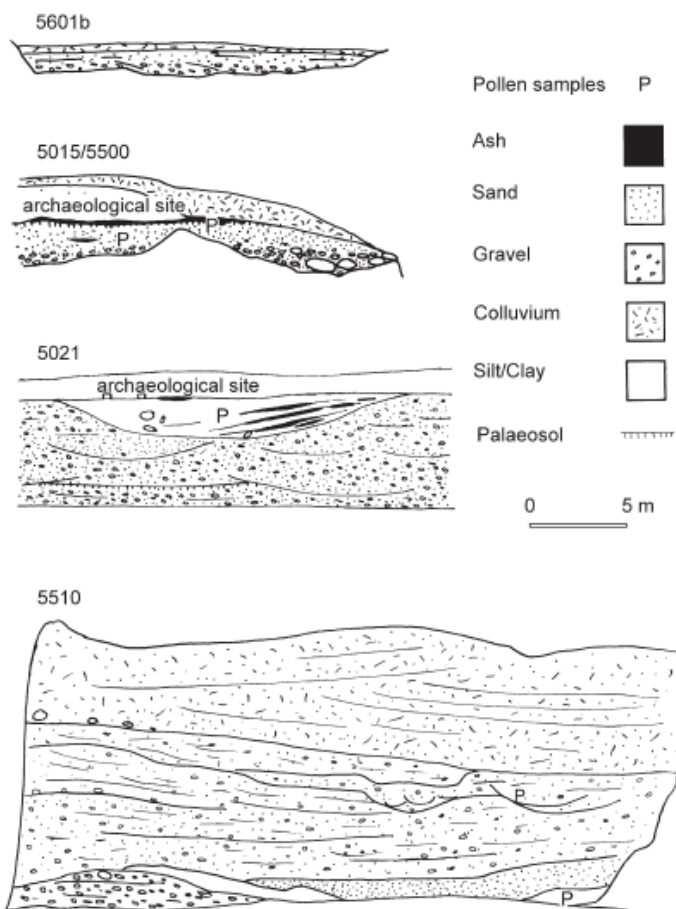 5601b
5015/5500
archaeological site
P
P
5021
archaeological site
P
5510
P
P
Pollen samples P
Ash
Sand
Gravel
Colluvium
Silt/Clay
Palaeosol
0 5 m